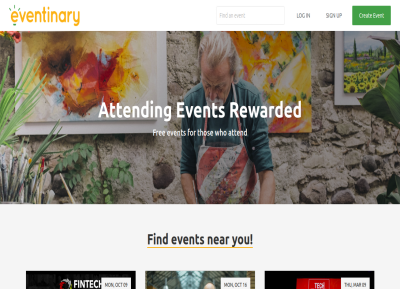 eventinary
Find an event
LOG IN
SIGN UP
Create Event
Attending Events Rewarded
Free events for those who attend
Find events near you!
FINTECH
MON, OCT 09
MON, OCT 16
TECH
THU, MAR 09